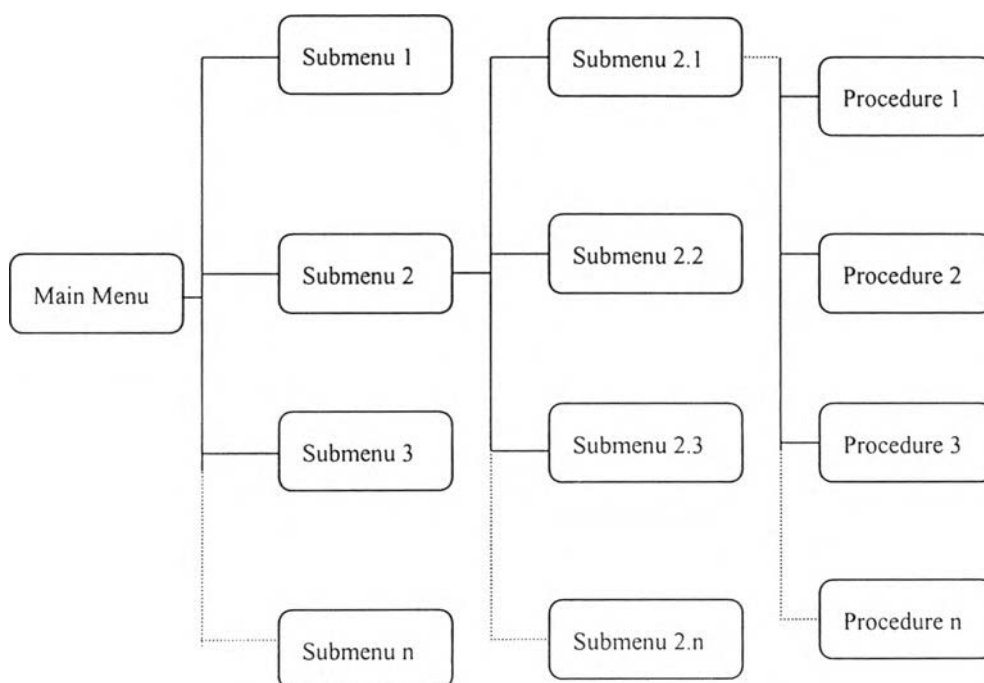 Main Menu
Submenu 1
Submenu 2
Submenu 3
Submenu n
Submenu 2.1
Submenu 2.2
Submenu 2.3
Submenu 2.n
Procedure 1
Procedure 2
Procedure 3
Procedure n